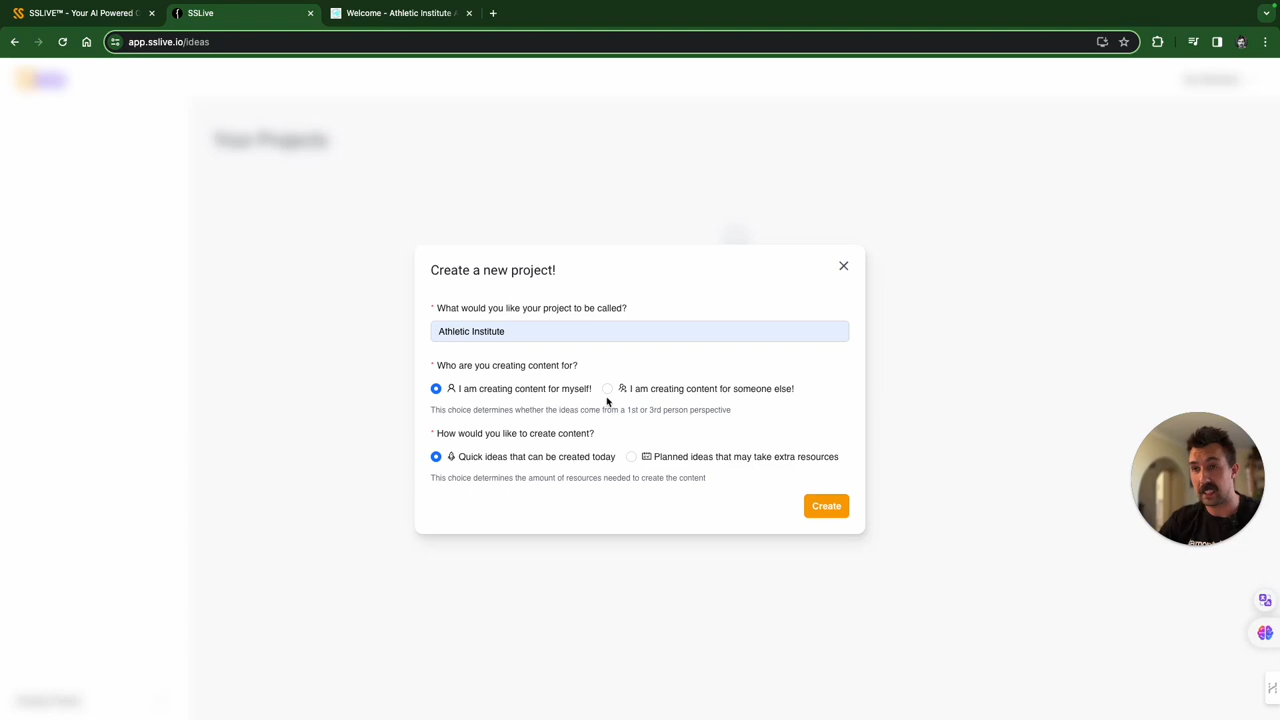 SSLIVE™ - Your AI Powered C
SSLive
Welcome - Athletic Institute A
app.sslive.io/ideas
Your Projects
Create a new project!
* What would you like your project to be called?
Athletic Institute
* Who are you creating content for?
I am creating content for myself!
I am creating content for someone else!
This choice determines whether the ideas come from a 1st or 3rd person perspective
* How would you like to create content?
Quick ideas that can be created today
Planned ideas that may take extra resources
This choice determines the amount of resources needed to create the content
Create